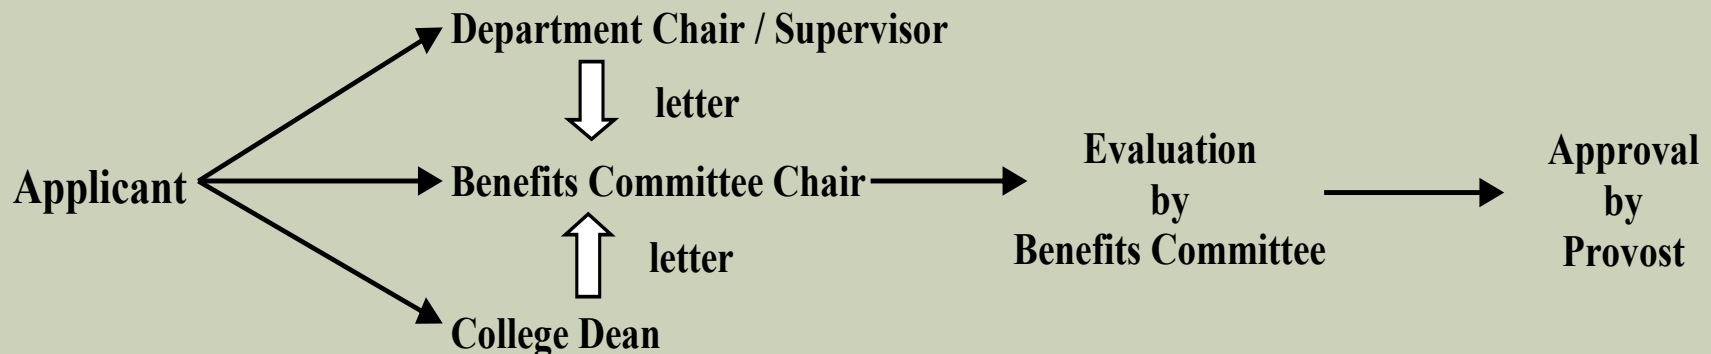 Department Chair / Supervisor
letter
Applicant
Benefits Committee Chair
letter
College Dean
Evaluation
by
Benefits Committee
Approval
by
Provost